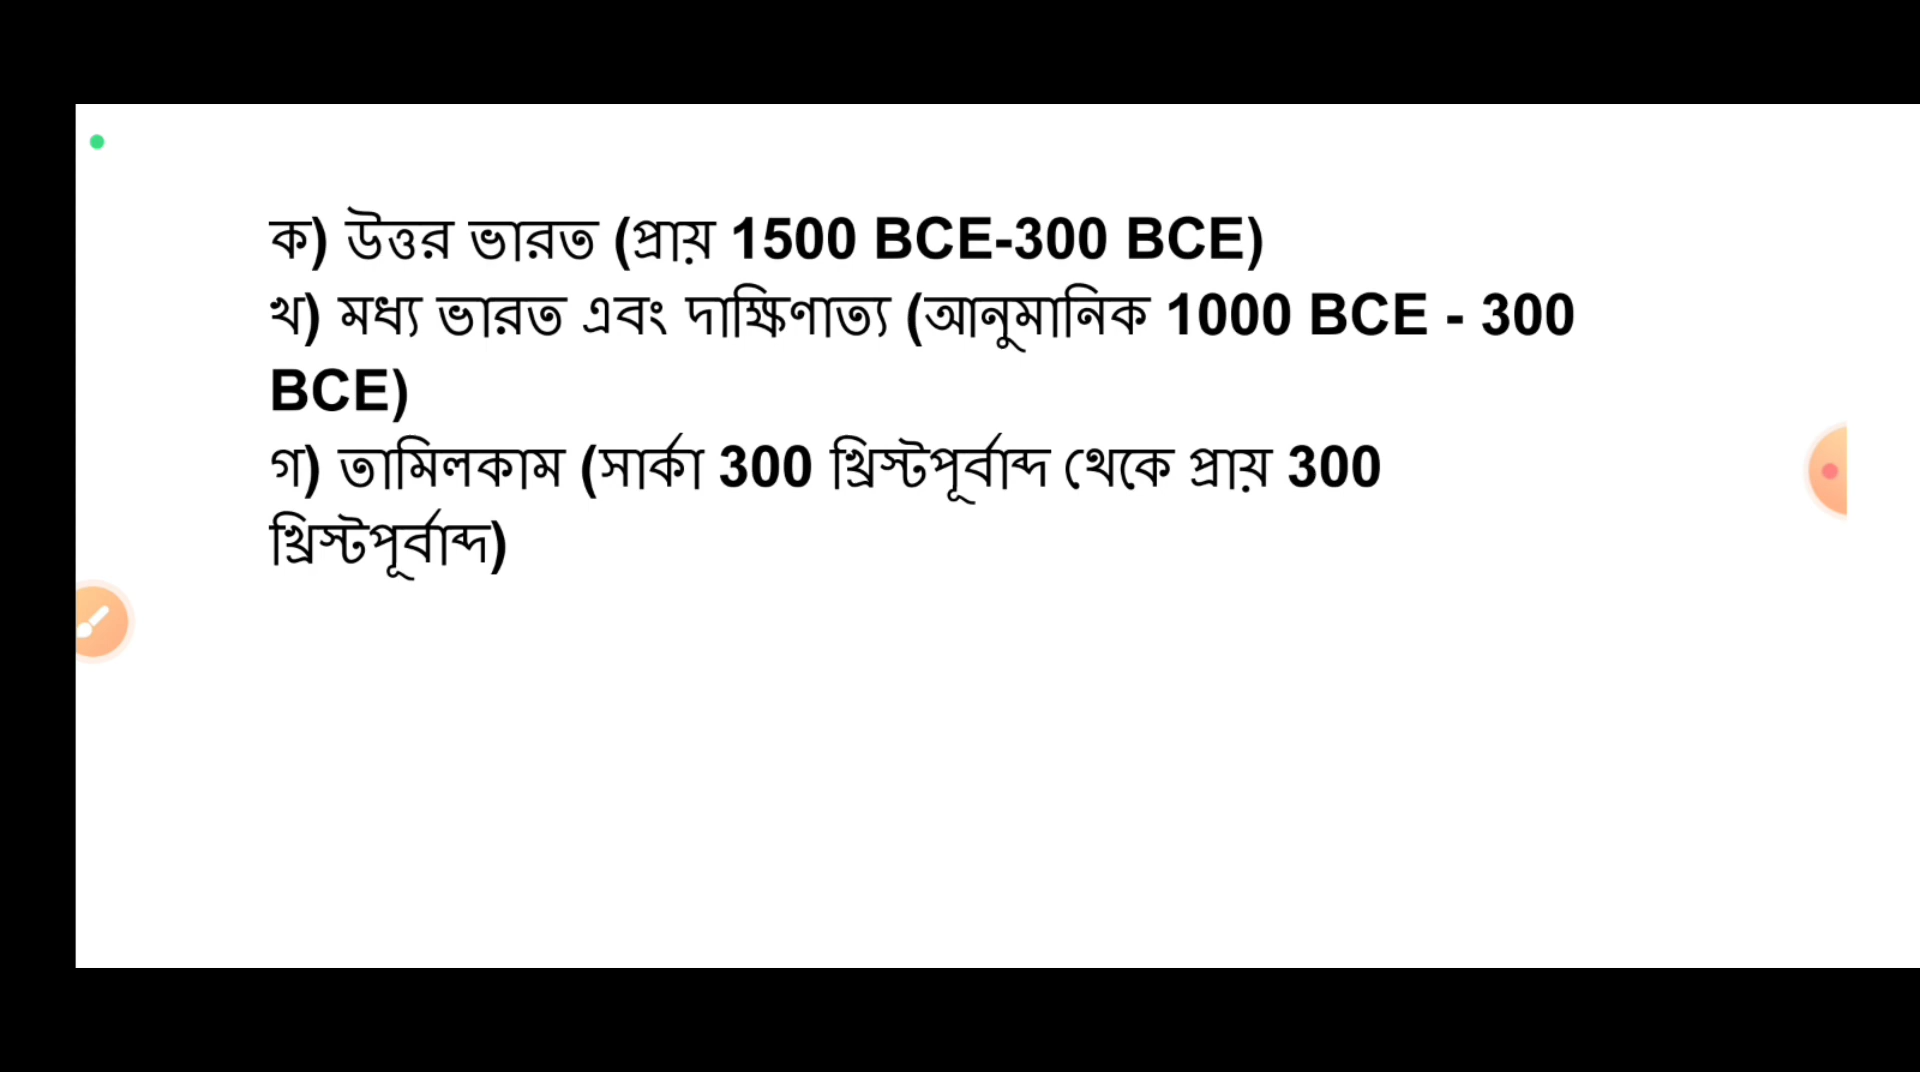 ক) উত্তর ভারত (প্রায় 1500 BCE-300 BCE)
খ) মধ্য ভারত এবং দাক্ষিণাত্য (আনুমানিক 1000 BCE - 300
BCE)
গ) তামিলকাম (সার্কা 300 খ্রিস্টপূর্বাব্দ থেকে প্রায় 300
খ্রিস্টপূর্বাব্দ)